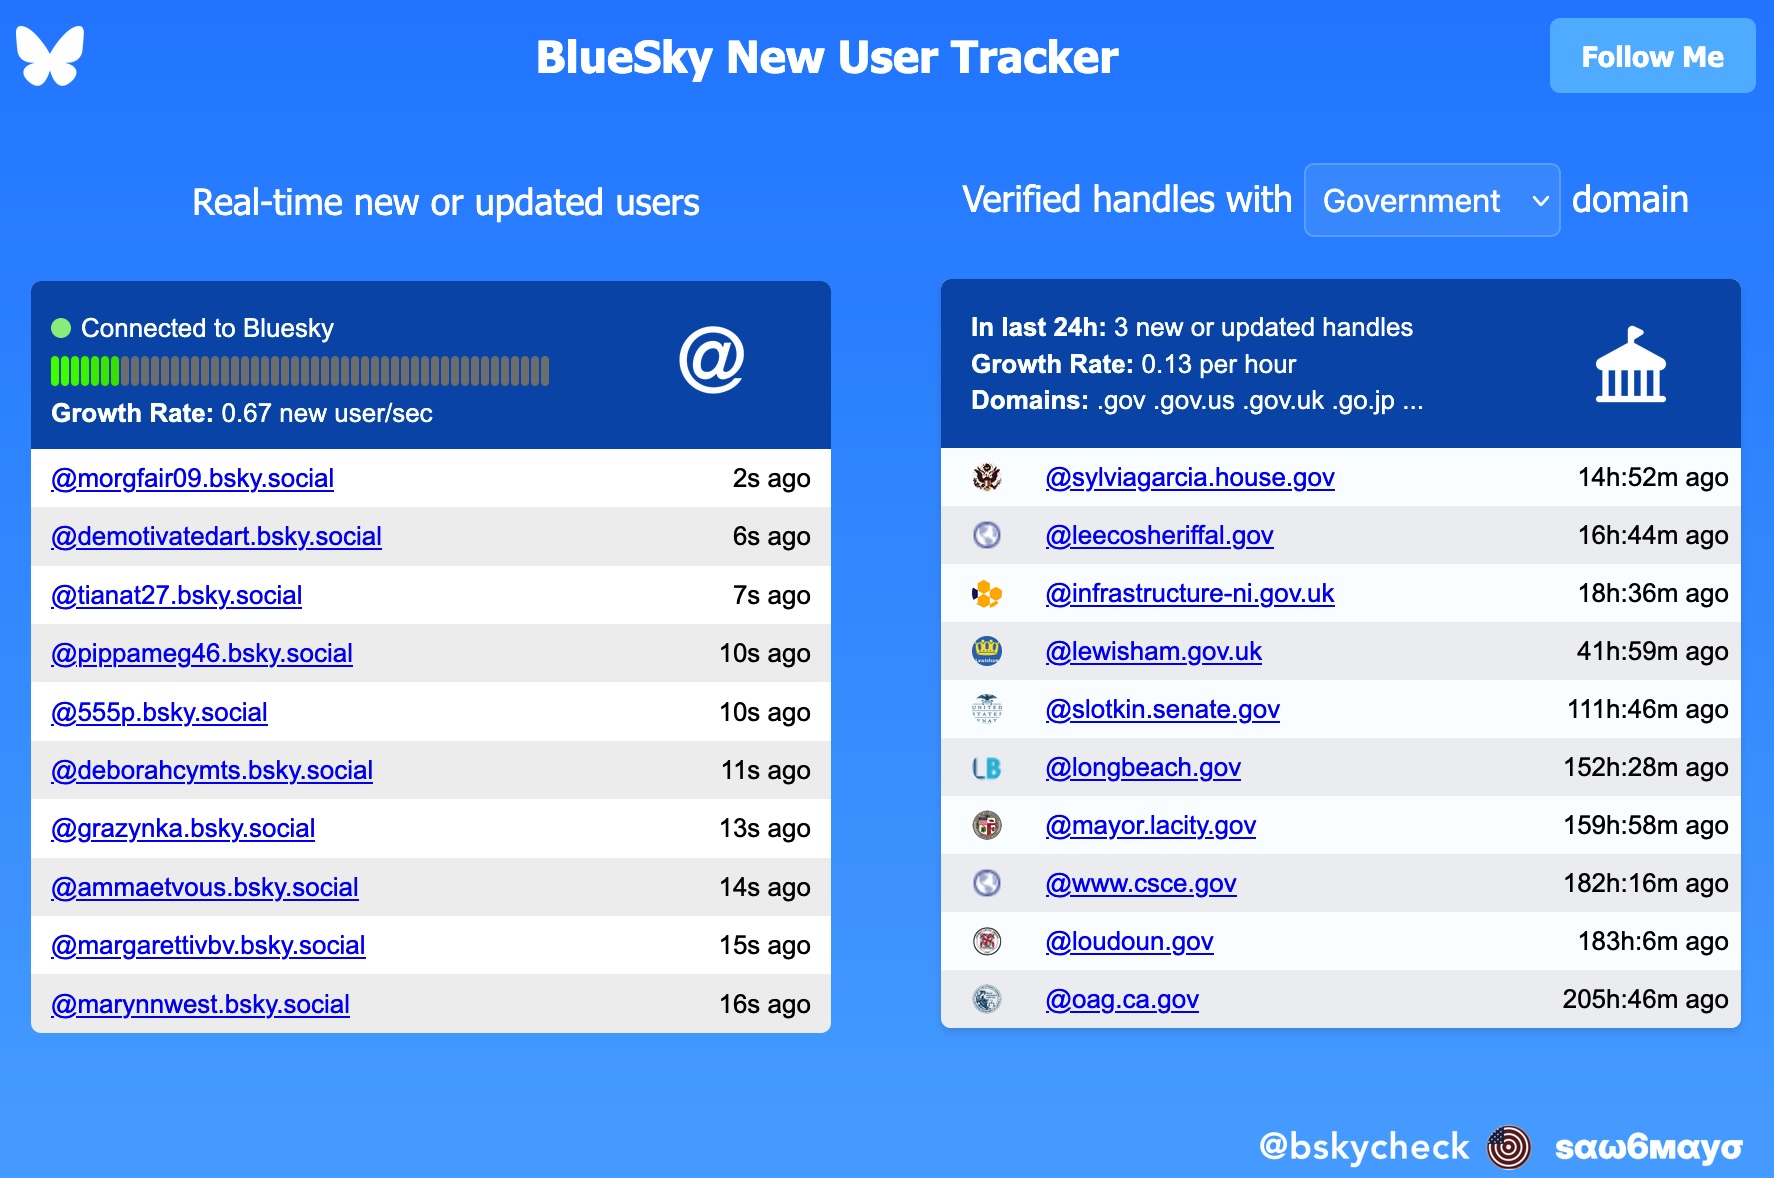 BlueSky New User Tracker
Follow Me
Real-time new or updated users
Connected to Bluesky
@
Growth Rate: 0.67 new user/sec
@morgfair09.bsky.social 2s ago
@demotivatedart.bsky.social 6s ago
@tianat27.bsky.social 7s ago
@pippameg46.bsky.social 10s ago
@555p.bsky.social 10s ago
@deborahcymts.bsky.social 11s ago
@grazynka.bsky.social 13s ago
@ammaetvous.bsky.social 14s ago
@margarettivbv.bsky.social 15s ago
@marynnwest.bsky.social 16s ago
Verified handles with Government domain
In last 24h: 3 new or updated handles
Growth Rate: 0.13 per hour
Domains: .gov .gov.us .gov.uk .go.jp ...
@sylviagarcia.house.gov 14h:52m ago
@leecosheriffal.gov 16h:44m ago
@infrastructure-ni.gov.uk 18h:36m ago
@lewisham.gov.uk 41h:59m ago
@slotkin.senate.gov 111h:46m ago
LB @longbeach.gov 152h:28m ago
@mayor.lacity.gov 159h:58m ago
@www.csce.gov 182h:16m ago
@loudoun.gov 183h:6m ago
@oag.ca.gov 205h:46m ago
@bskycheck sαω6мαyσ